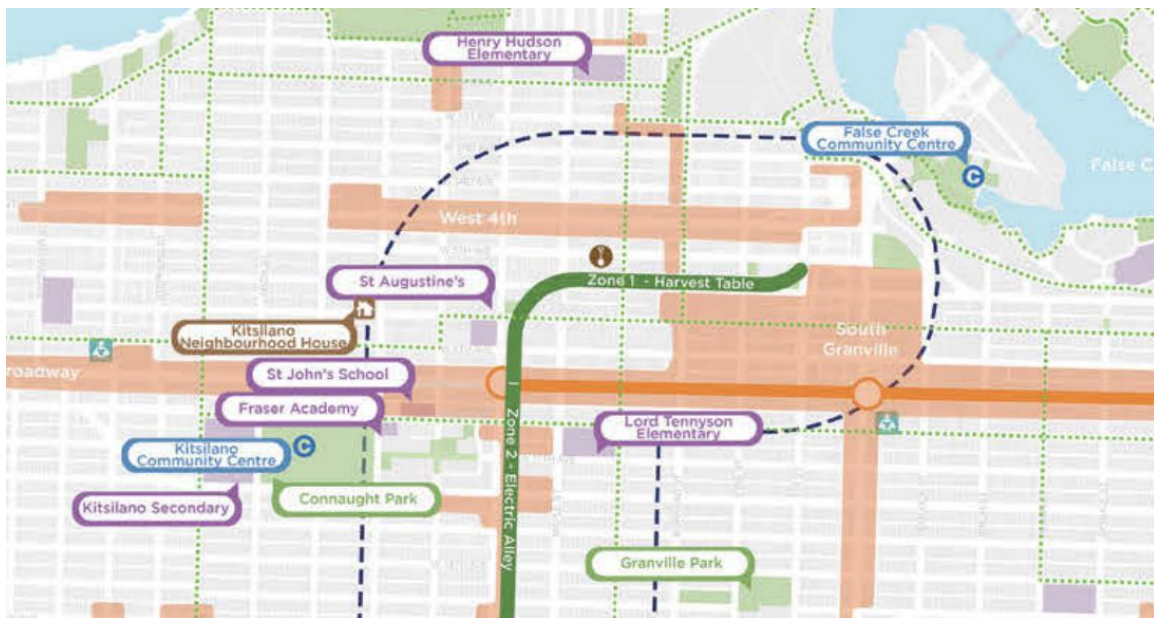 Henry Hudson
Elementary
False Creek
Community Centre
C
False C
West 4th
St Augustine's
Zone 1 - Harvest Table
Kitsilano
Neighbourhood House
South
Granville
roadway
St John's School
Fraser Academy
Lord Tennyson
Elementary
Kitsilano
Community Centre
C
Zone 2 - Electric Alley
Kitsilano Secondary
Connaught Park
Granville Park